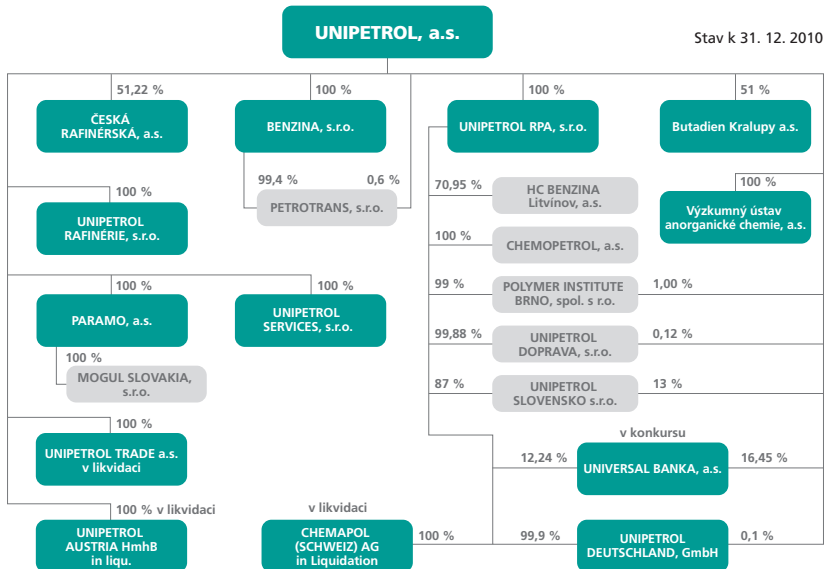 UNIPETROL, a.s.
Stav k 31. 12. 2010
51,22 %
ČESKÁ
RAFINÉRSKÁ, a.s.
100 %
BENZINA, s.r.o.
100 %
UNIPETROL RPA, s.r.o.
51 %
Butadien Kralupy a.s.
99,4 %
0,6 %
PETROTRANS, s.r.o.
70,95 %
HC BENZINA
Litvínov, a.s.
100 %
Výzkumný ústav
anorganické chemie, a.s.
100 %
UNIPETROL
RAFINÉRIE, s.r.o.
100 %
CHEMOPETROL, a.s.
100 %
PARAMO, a.s.
100 %
UNIPETROL
SERVICES, s.r.o.
99 %
POLYMER INSTITUTE
BRNO, spol. s r.o.
1,00 %
99,88 %
UNIPETROL
DOPRAVA, s.r.o.
0,12 %
100 %
MOGUL SLOVAKIA,
s.r.o.
87 %
UNIPETROL
SLOVENSKO s.r.o.
13 %
100 %
UNIPETROL TRADE a.s.
v likvidaci
v konkursu
12,24 %
UNIVERSAL BANKA, a.s.
16,45 %
100 % v likvidaci
UNIPETROL
AUSTRIA HmhB
in liqu.
v likvidaci
CHEMAPOL
(SCHWEIZ) AG
in Liquidation
100 %
99,9 %
UNIPETROL
DEUTSCHLAND, GmbH
0,1 %